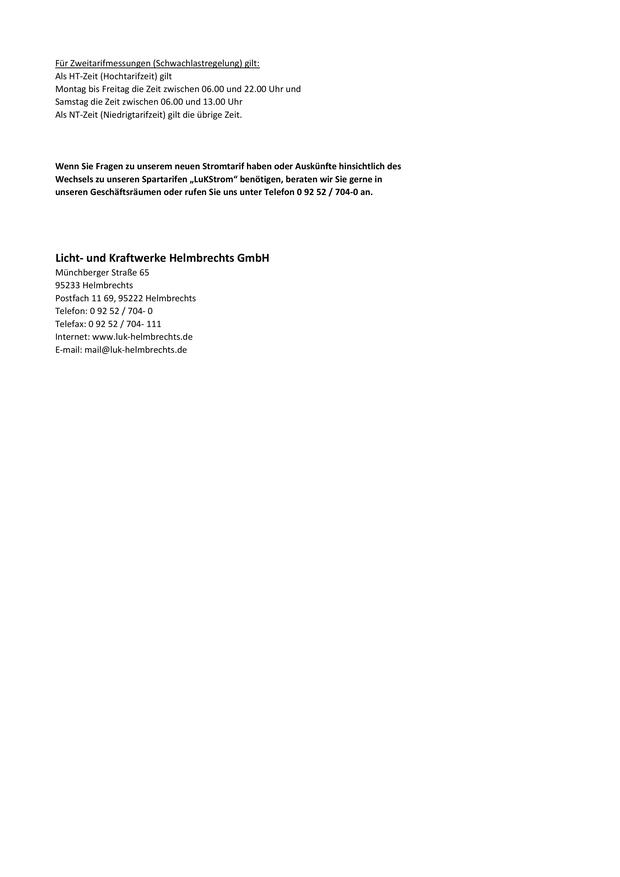 Für Zweitarifmessungen (Schwachlastregelung) gilt:
Als HT-Zeit (Hochtarifzeit) gilt
Montag bis Freitag die Zeit zwischen 06.00 und 22.00 Uhr und
Samstag die Zeit zwischen 06.00 und 13.00 Uhr
Als NT-Zeit (Niedrigtarifzeit) gilt die übrige Zeit.
Wenn Sie Fragen zu unserem neuen Stromtarif haben oder Auskünfte hinsichtlich des
Wechsels zu unseren Spartarifen „LuKStrom“ benötigen, beraten wir Sie gerne in
unseren Geschäftsräumen oder rufen Sie uns unter Telefon 0 92 52 / 704-0 an.
Licht- und Kraftwerke Helmbrechts GmbH
Münchberger Straße 65
95233 Helmbrechts
Postfach 11 69, 95222 Helmbrechts
Telefon: 0 92 52 / 704- 0
Telefax: 0 92 52 / 704- 111
Internet: www.luk-helmbrechts.de
E-mail: mail@luk-helmbrechts.de